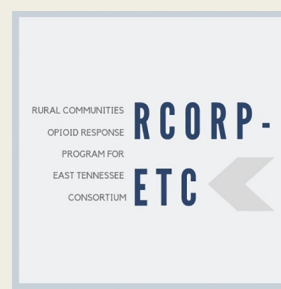 RURAL COMMUNITIES
OPIOID RESPONSE
PROGRAM FOR
EAST TENNESSEE
CONSORTIUM
RCORP-
ETC